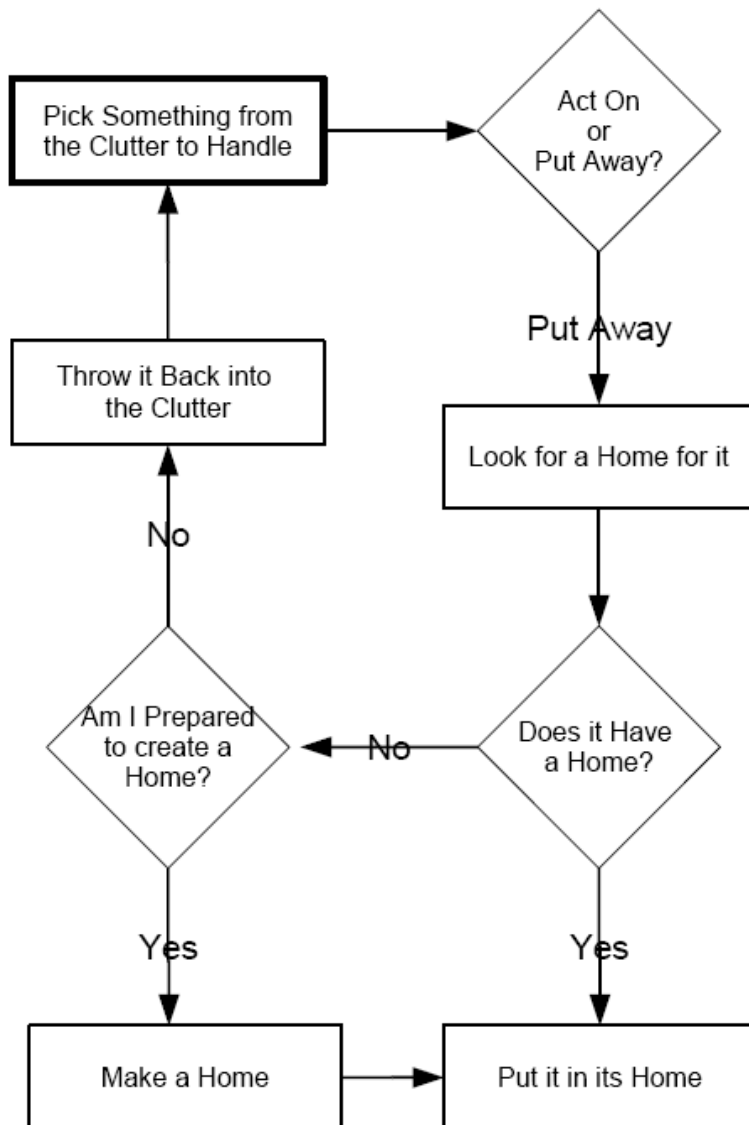 Pick Something from
the Clutter to Handle
Act On
or
Put Away?
Put Away
Throw it Back into
the Clutter
Look for a Home for it
No
Am I Prepared
to create a
Home?
No
Does it Have
a Home?
Yes
Yes
Make a Home
Put it in its Home